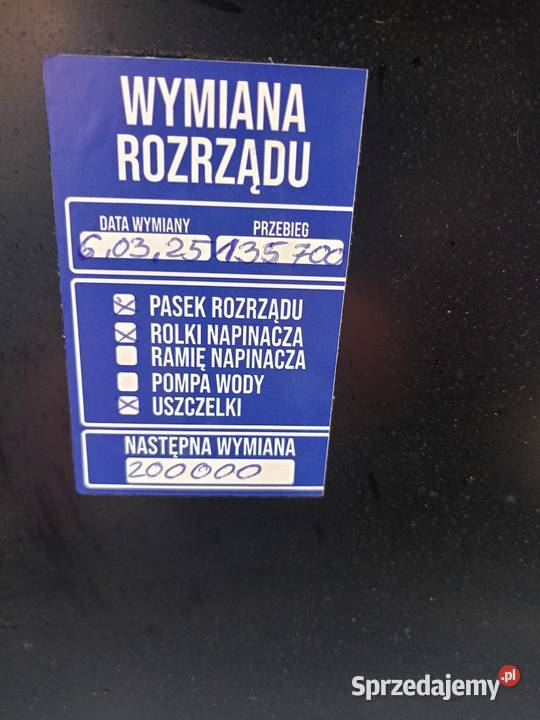 WYMIANA
ROZRZĄDU
DATA WYMIANY PRZEBIEG
6,03,25 135 700
PASEK ROZRZĄDU
ROLKI NAPINACZA
RAMIĘ NAPINACZA
POMPA WODY
USZCZELKI
NASTĘPNA WYMIANA
200000
Sprzedajemy.pl